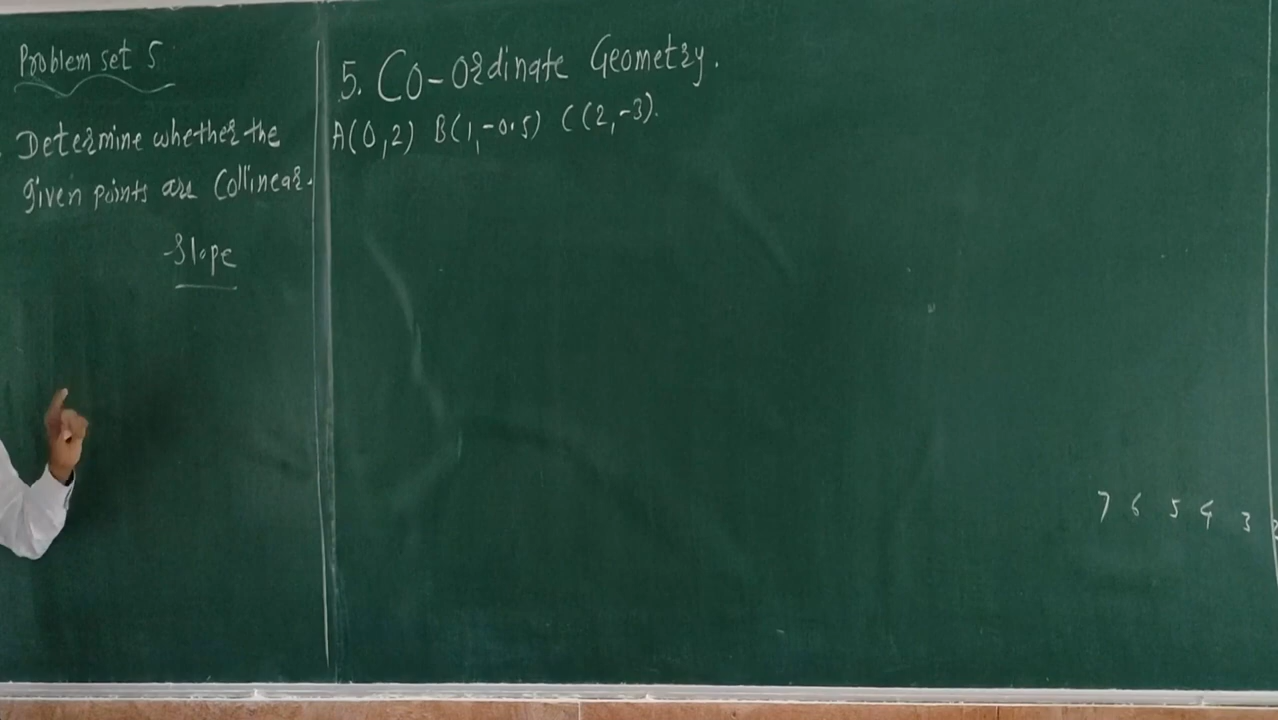 Problem set 5
Determine whether the
given points are Collinear.
Slope
5. Co-Ordinate Geometry.
A(0,2) B(1,-0.5) C(2,-3).
7 6 5 4 3